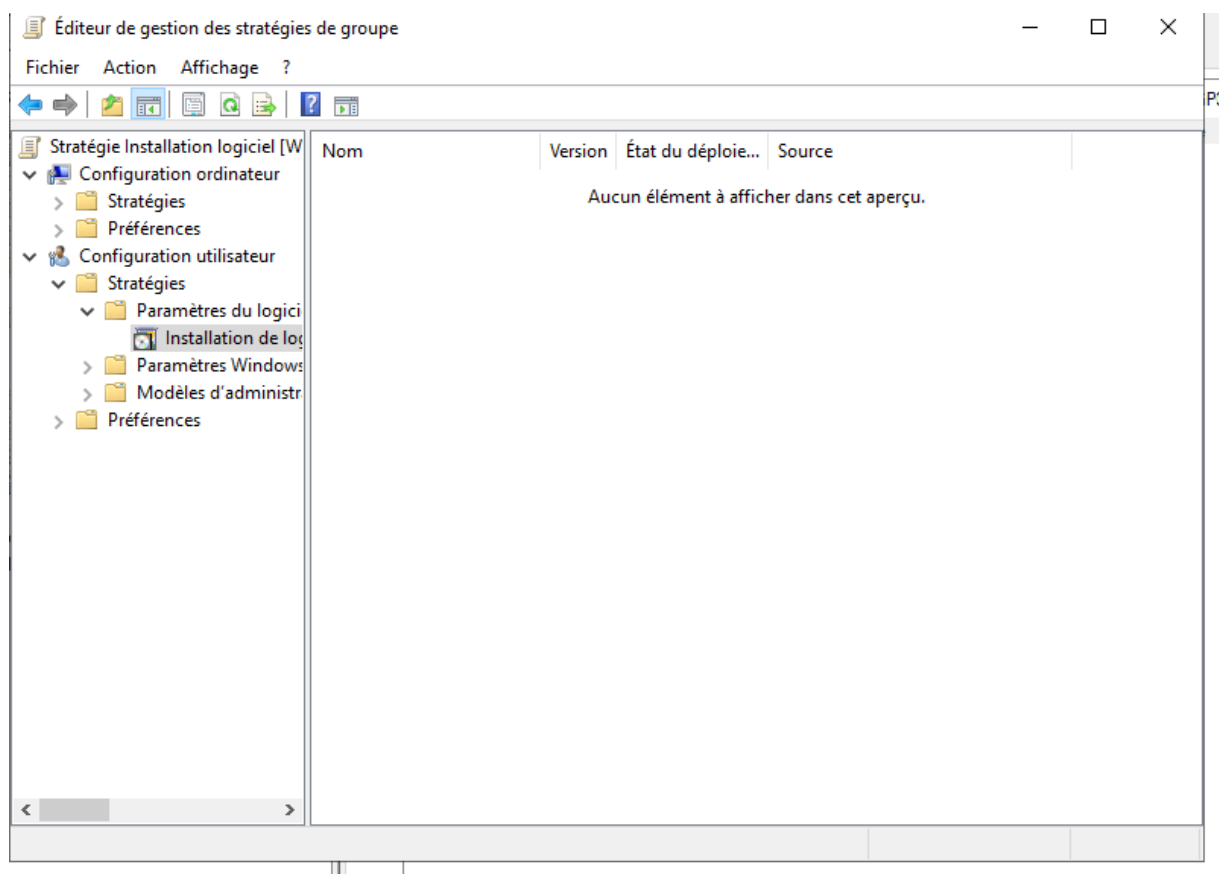 Éditeur de gestion des stratégies de groupe
Fichier Action Affichage ?
Stratégie Installation logiciel [W
Nom Version État du déploie... Source
Configuration ordinateur
Aucun élément à afficher dans cet aperçu.
Stratégies
Préférences
Configuration utilisateur
Stratégies
Paramètres du logici
Installation de log
Paramètres Windows
Modèles d'administr
Préférences